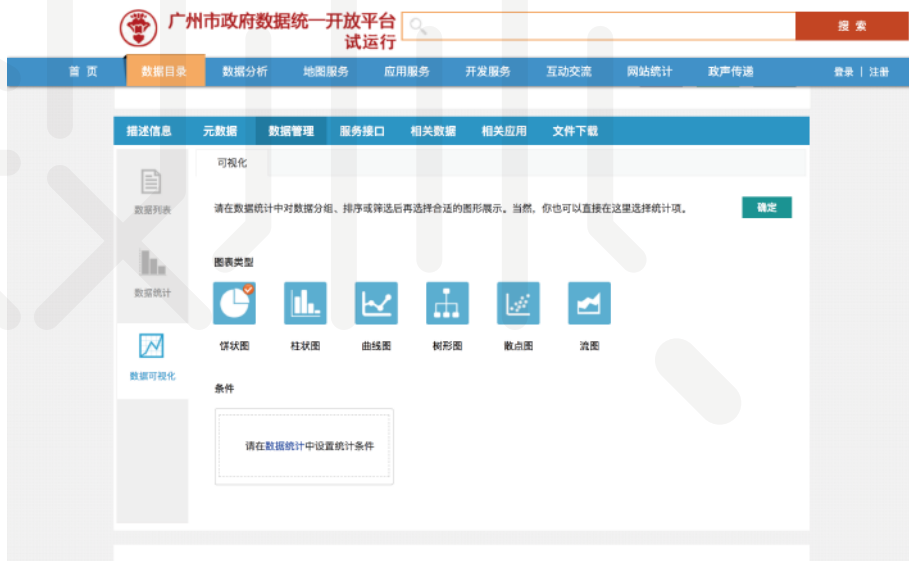 广州市政府数据统一开放平台
试运行
搜 索
首 页 数据目录 数据分析 地图服务 应用服务 开发服务 互动交流 网站统计 政声传递 登录 | 注册
描述信息 元数据 数据管理 服务接口 相关数据 相关应用 文件下载
可视化
数据列表
请在数据统计中对数据分组、排序或筛选后再选择合适的图形展示。当然，你也可以直接在这里选择统计项。 确定
图表类型
数据统计
饼状图 柱状图 曲线图 树形图 散点图 流图
数据可视化
条件
请在数据统计中设置统计条件